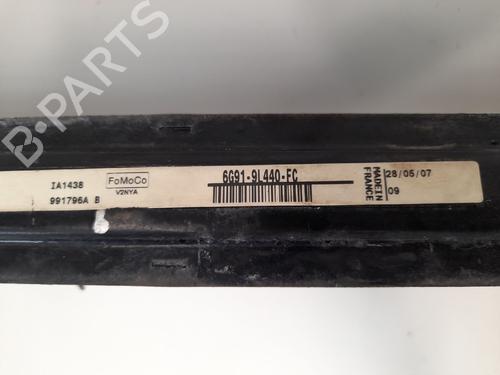 B-PARTS
IA1438
991796A B
FoMoCo
V2NYA
6G91-9L440-FC
MADE IN
FRANCE
28/05/07
09